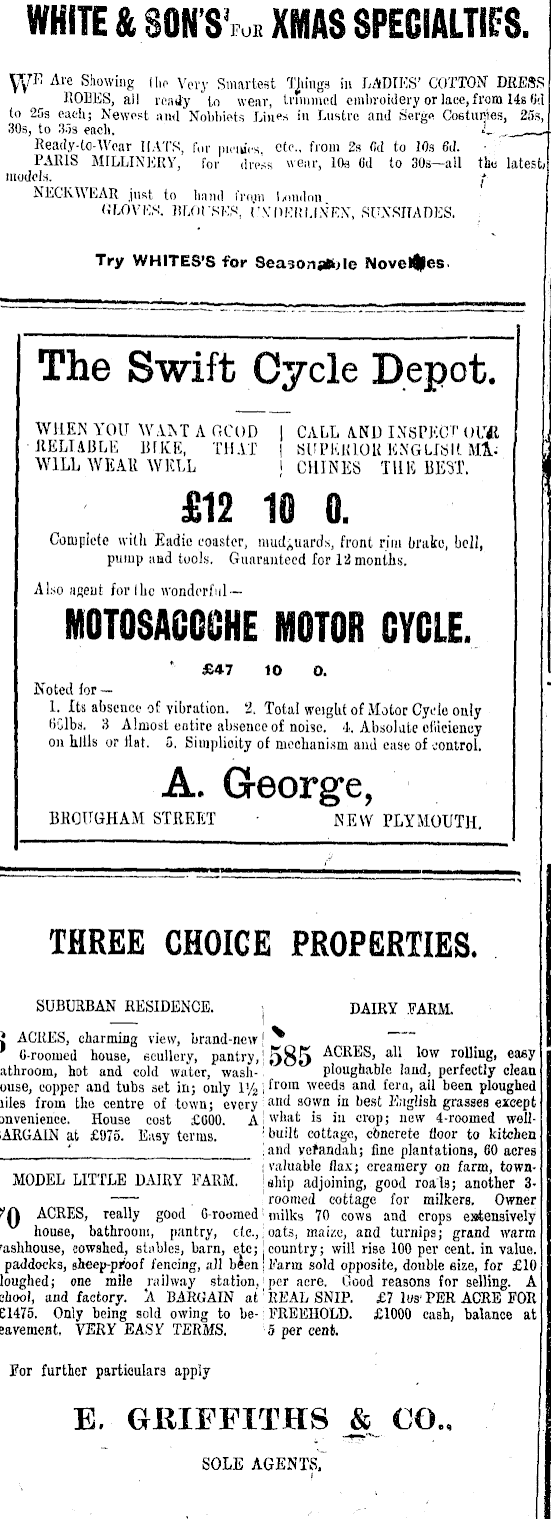 WHITE & SON'S FOR XMAS SPECIALTIES.
WE Are Showing the Very Smartest Things in LADIES' COTTON DRESS
ROBES, all ready to wear, trimmed embroidery or lace, from 14s 6d
to 25s each; Newest and Nobbiets Lines in Lustre and Serge Costumes, 25s,
30s, to 35s each.
Ready-to-Wear HATS, for picnics, etc., from 2s 6d to 10s 6d.
PARIS MILLINERY, for dress wear, 10s 6d to 30s—all the latest
models.
NECKWEAR just to hand from London
GLOVES, BLOUSES, UNDERLINEN, SUNSHADES.
Try WHITES'S for Seasonable Novelties.
The Swift Cycle Depot.
WHEN YOU WANT A GOOD
RELIABLE BIKE, THAT
WILL WEAR WELL
CALL AND INSPECT OUR
SUPERIOR ENGLISH MA-
CHINES THE BEST.
£12 10 0.
Complete with Eadie coaster, mudguards, front rim brake, bell,
pump and tools. Guaranteed for 12 months.
Also agent for the wonderful—
MOTOSACOCHE MOTOR CYCLE.
£47 10 0.
Noted for—
1. Its absence of vibration. 2. Total weight of Motor Cycle only
lbs. 3 Almost entire absence of noise. 4. Absolute efficiency
on hills or flat. 5. Simplicity of mechanism and ease of control.
A. George,
BROUGHAM STREET NEW PLYMOUTH.
THREE CHOICE PROPERTIES.
SUBURBAN RESIDENCE.
ACRES, charming view, brand-new
6-roomed house, scullery, pantry,
athroom, hot and cold water, wash-
ouse, copper and tubs set in; only 1½
iles from the centre of town; every
onvenience. House cost £600. A
ARGAIN at £975. Easy terms.
MODEL LITTLE DAIRY FARM.
70 ACRES, really good 6-roomed
house, bathroom, pantry, etc.,
ashhouse, cowshed, stables, barn, etc;
paddocks, sheep-proof fencing, all been
loughed; one mile railway station,
chool, and factory. A BARGAIN at
£1475. Only being sold owing to be-
eavement. VERY EASY TERMS.
DAIRY FARM.
585 ACRES, all low rolling, easy
ploughable land, perfectly clean
from weeds and fern, all been ploughed
and sown in best English grasses except
what is in crop; new 4-roomed well-
built cottage, concrete floor to kitchen
and verandah; fine plantations, 60 acres
valuable flax; creamery on farm, town-
ship adjoining, good roads; another 3-
roomed cottage for milkers. Owner
milks 70 cows and crops extensively
oats, maize, and turnips; grand warm
country; will rise 100 per cent. in value.
Farm sold opposite, double size, for £10
per acre. Good reasons for selling. A
REAL SNIP. £7 10s PER ACRE FOR
FREEHOLD. £1000 cash, balance at
5 per cent.
For further particulars apply
E. GRIFFITHS & CO.,
SOLE AGENTS.